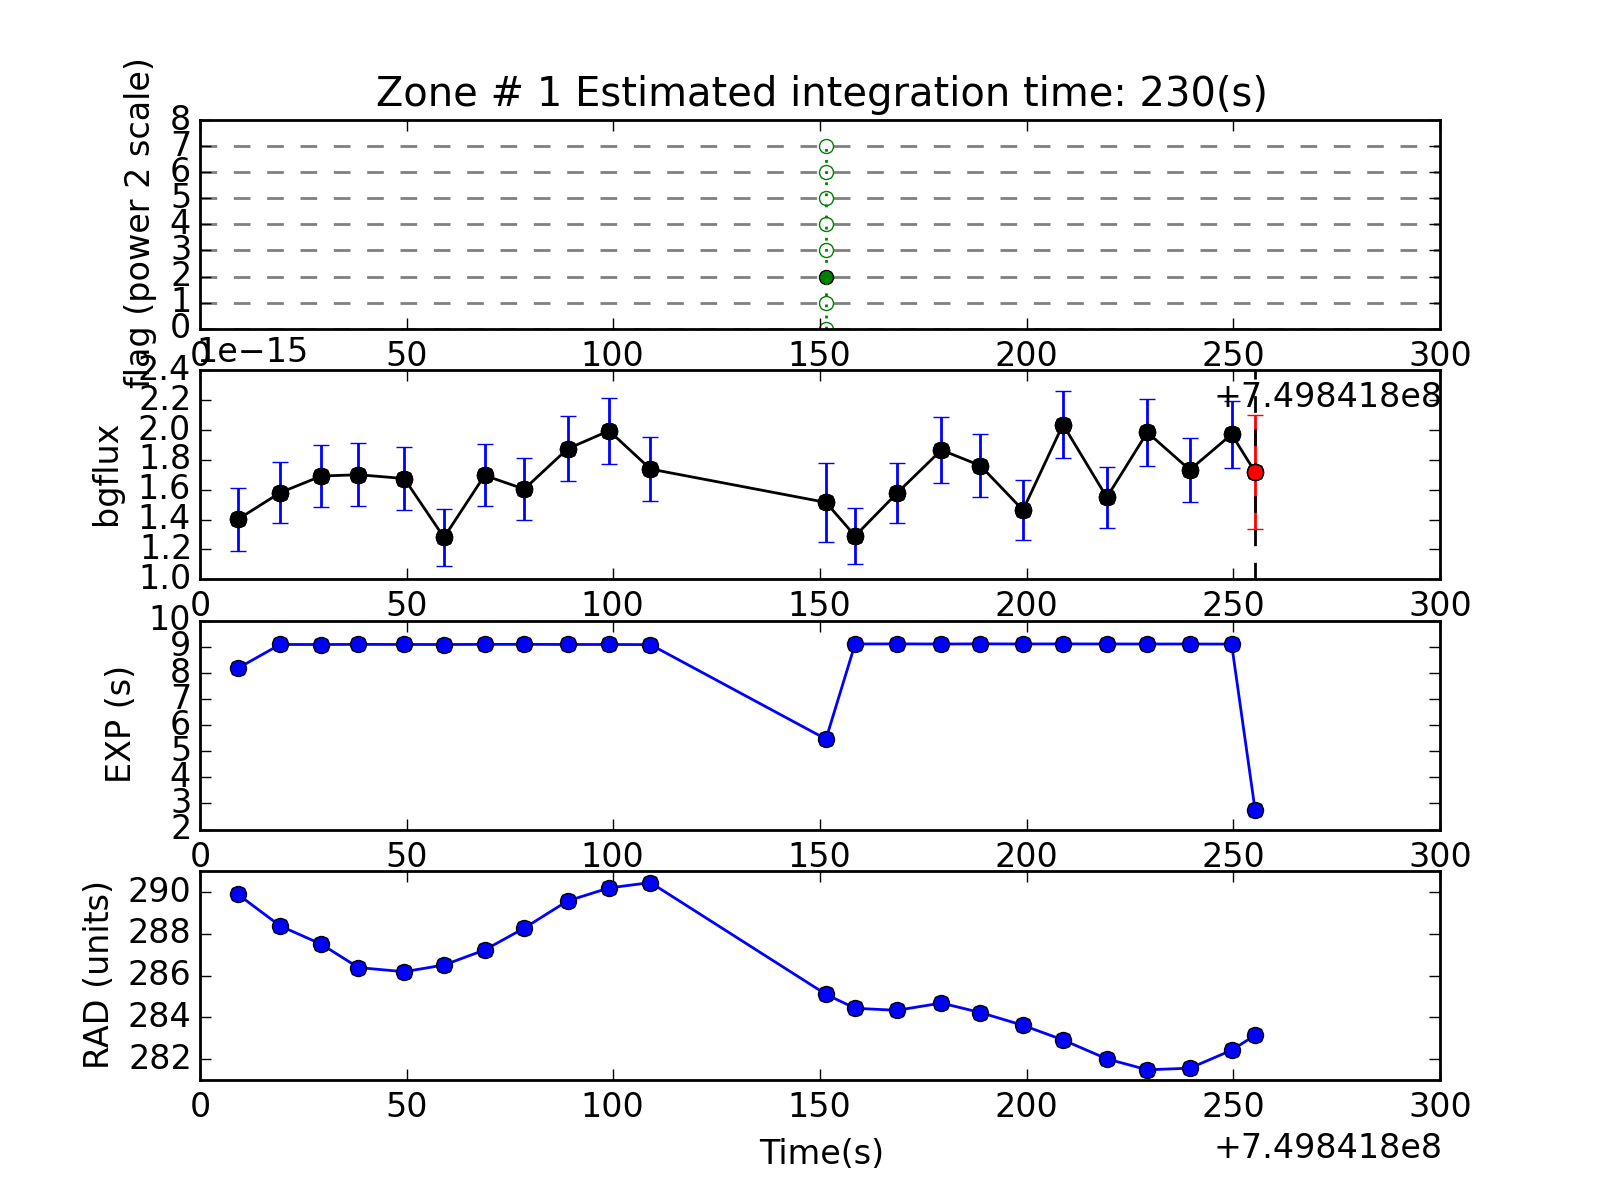 Zone # 1 Estimated integration time: 230(s)
flag (power 2 scale)
8
7
6
5
4
3
2
1
0
0 50 100 150 200 250 300
1e−15
+7.498418e8
bgflux
2.4
2.2
2.0
1.8
1.6
1.4
1.2
1.0
0 50 100 150 200 250 300
EXP (s)
10
9
8
7
6
5
4
3
2
0 50 100 150 200 250 300
RAD (units)
290
288
286
284
282
0 50 100 150 200 250 300
Time(s)
+7.498418e8